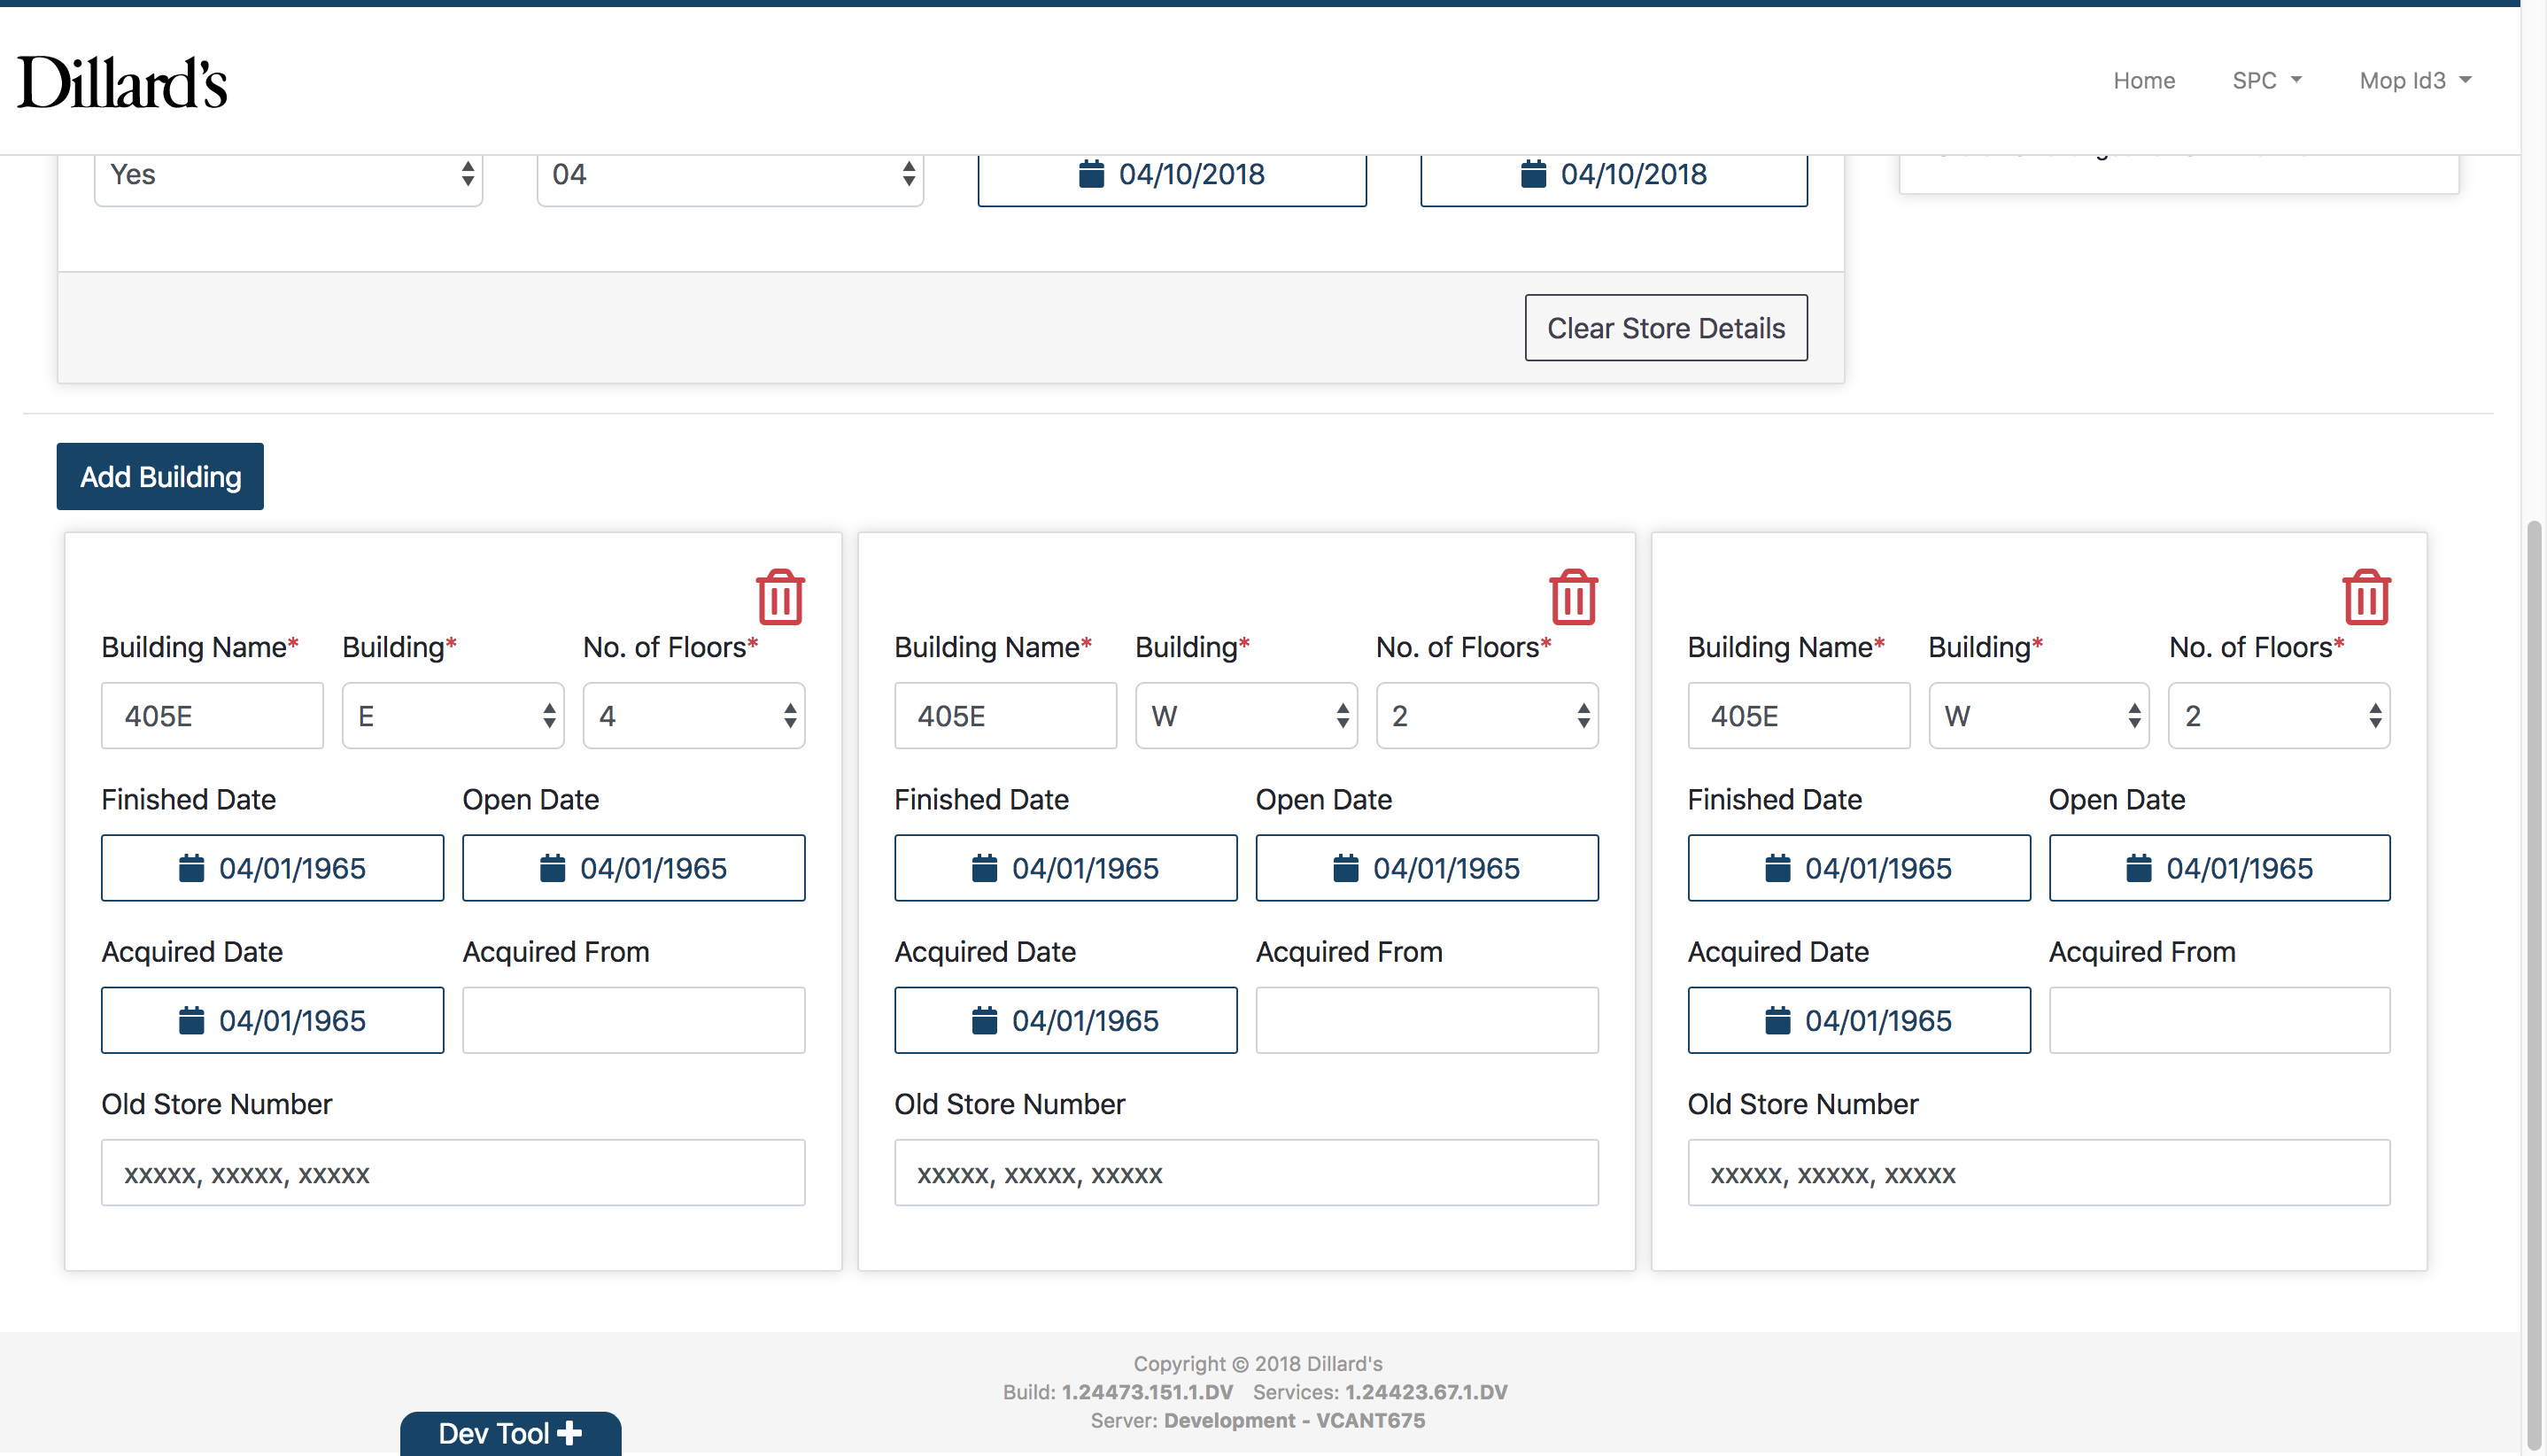 Dillard's
Home SPC Mop Id3
Yes 04 04/10/2018 04/10/2018
Clear Store Details
Add Building
Building Name* Building* No. of Floors* Building Name* Building* No. of Floors* Building Name* Building* No. of Floors*
405E E 4 405E W 2 405E W 2
Finished Date Open Date Finished Date Open Date Finished Date Open Date
04/01/1965 04/01/1965 04/01/1965 04/01/1965 04/01/1965 04/01/1965
Acquired Date Acquired From Acquired Date Acquired From Acquired Date Acquired From
04/01/1965 04/01/1965 04/01/1965
Old Store Number Old Store Number Old Store Number
xxxxx, xxxxx, xxxxx xxxxx, xxxxx, xxxxx xxxxx, xxxxx, xxxxx
Copyright © 2018 Dillard's
Build: 1.24473.151.1.DV Services: 1.24423.67.1.DV
Server: Development - VCANT675
Dev Tool